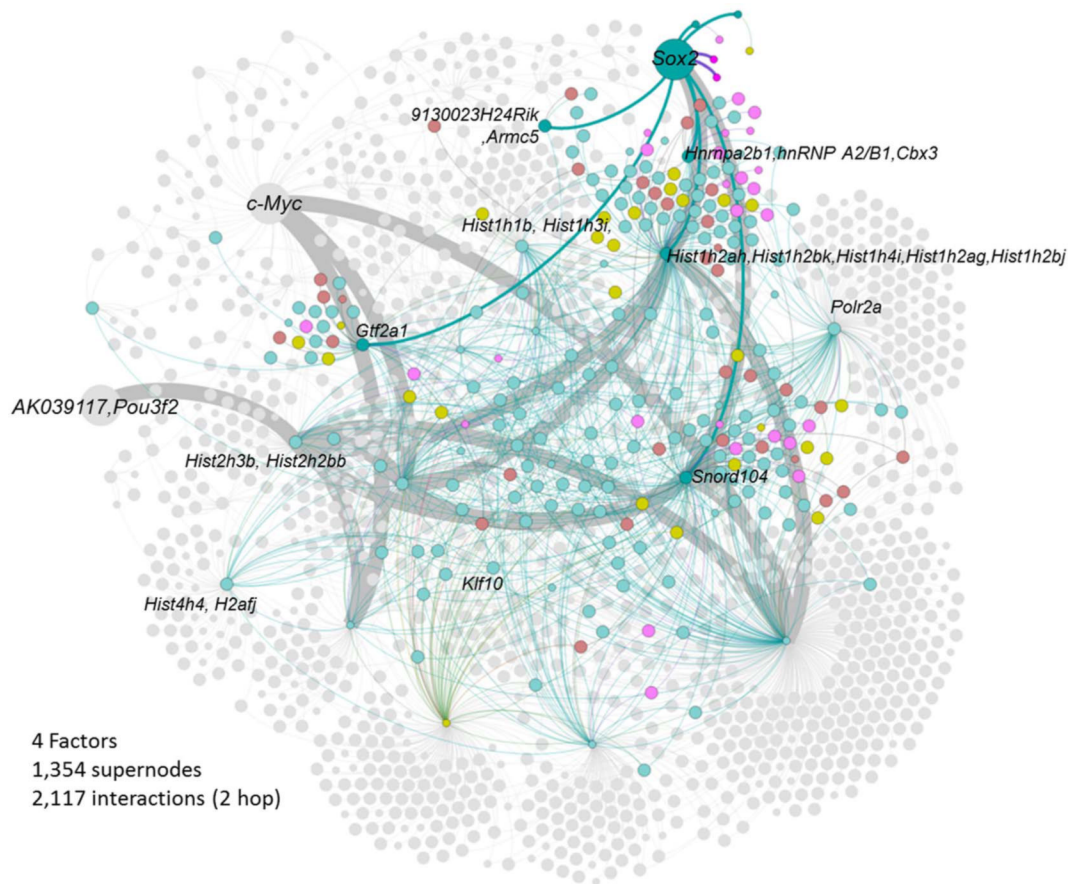 Sox2
9130023H24Rik
,Armc5
Hnrnpa2b1,hnRNP A2/B1,Cbx3
c-Myc
Hist1h1b, Hist1h3i,
Hist1h2ah,Hist1h2bk,Hist1h4i,Hist1h2ag,Hist1h2bj
Polr2a
Gtf2a1
AK039117,Pou3f2
Hist2h3b, Hist2h2bb
Snord104
Klf10
Hist4h4, H2afj
4 Factors
1,354 supernodes
2,117 interactions (2 hop)